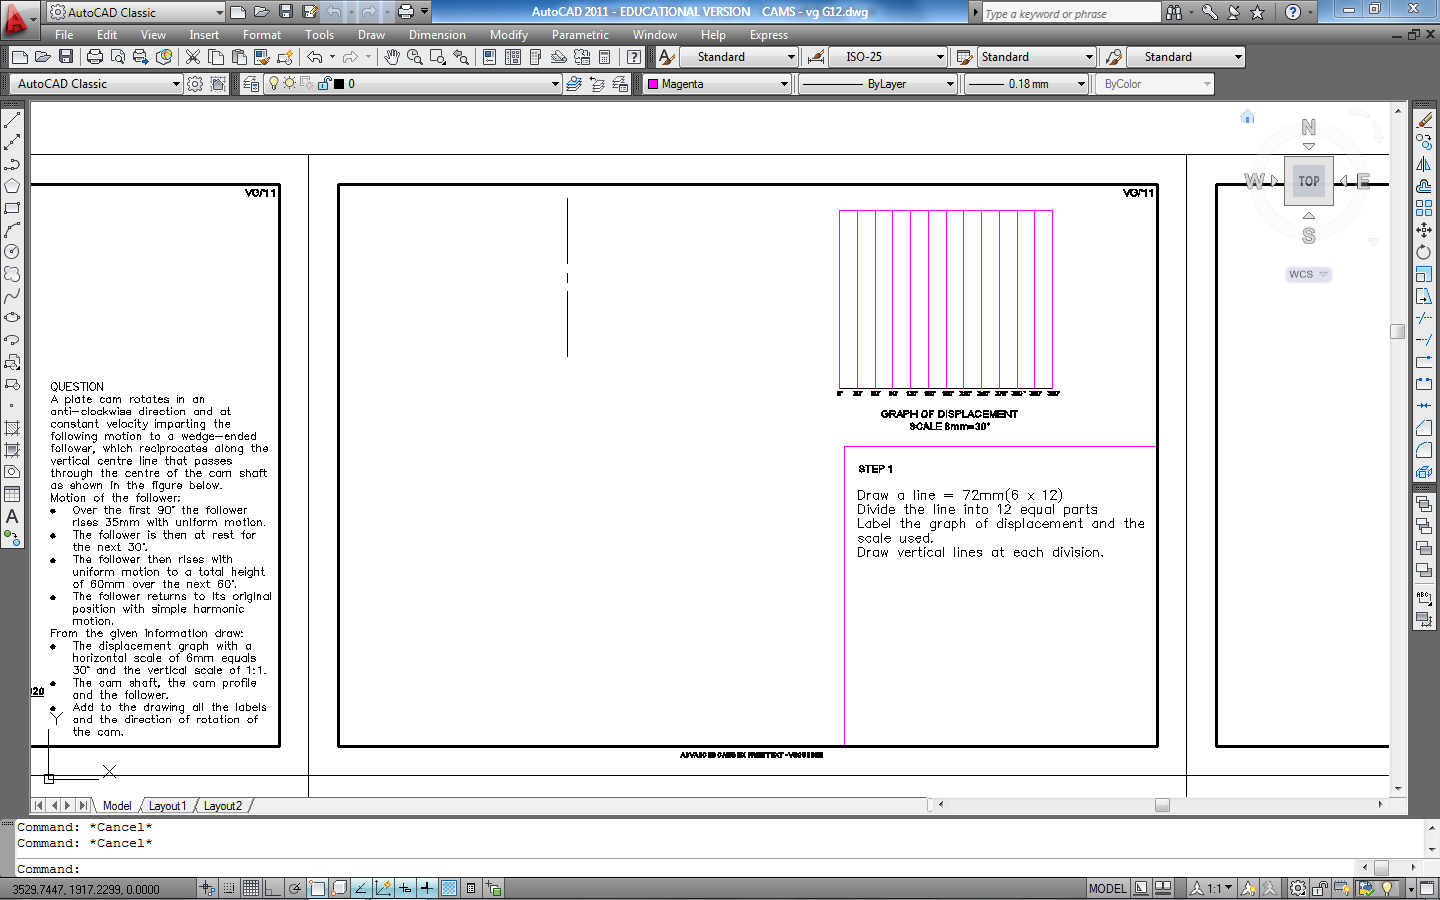 AutoCAD Classic
AutoCAD 2011 - EDUCATIONAL VERSION CAMS - vg G12.dwg
Type a keyword or phrase
File Edit View Insert Format Tools Draw Dimension Modify Parametric Window Help Express
Standard ISO-25 Standard Standard
AutoCAD Classic 0 Magenta ByLayer 0.18 mm ByColor
N
W TOP E
S
WCS
VG/11
VG/11
QUESTION
A plate cam rotates in an
anti-clockwise direction and at
constant velocity imparting the
following motion to a wedge-ended
follower, which reciprocates along the
vertical centre line that passes
through the centre of the cam shaft
as shown in the figure below.
Motion of the follower:
• Over the first 90° the follower
rises 35mm with uniform motion.
• The follower is then at rest for
the next 30°.
• The follower then rises with
uniform motion to a total height
of 60mm over the next 60°.
• The follower returns to its original
position with simple harmonic
motion.
From the given information draw:
• The displacement graph with a
horizontal scale of 6mm equals
30° and the vertical scale of 1:1.
• The cam shaft, the cam profile
and the follower.
• Add to the drawing all the labels
and the direction of rotation of
the cam.
Y
X
GRAPH OF DISPLACEMENT
SCALE 6mm=30°
STEP 1
Draw a line = 72mm(6 x 12)
Divide the line into 12 equal parts
Label the graph of displacement and the
scale used.
Draw vertical lines at each division.
Model Layout1 Layout2
Command: *Cancel*
Command: *Cancel*
Command:
3529.7447, 1917.2299, 0.0000
MODEL
1:1
A
ABC